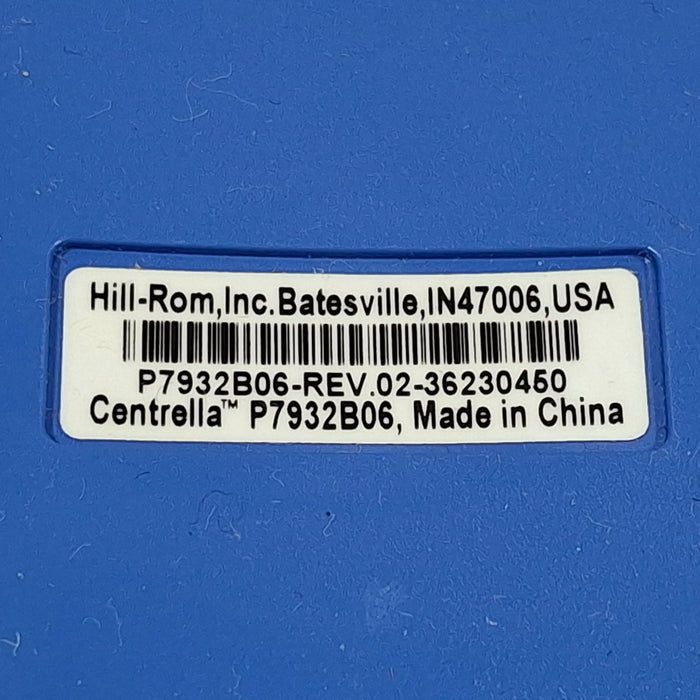 Hill-Rom,Inc.Batesville,IN47006,USA
P7932B06-REV.02-36230450
Centrella™ P7932B06, Made in China